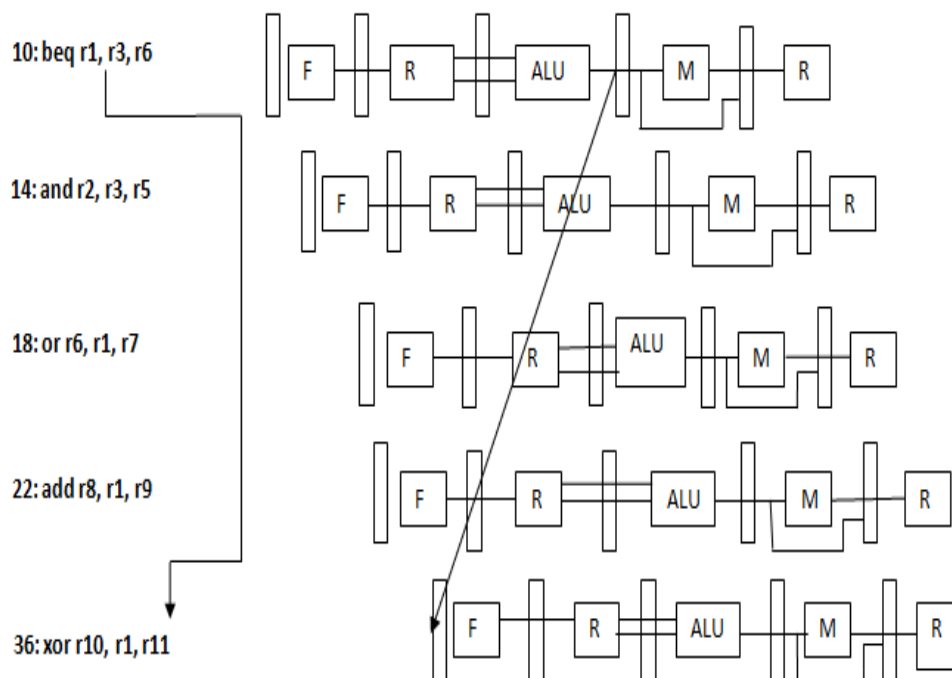 10: beq r1, r3, r6
F R ALU M R
14: and r2, r3, r5
F R ALU M R
18: or r6, r1, r7
F R ALU M R
22: add r8, r1, r9
F R ALU M R
36: xor r10, r1, r11
F R ALU M R